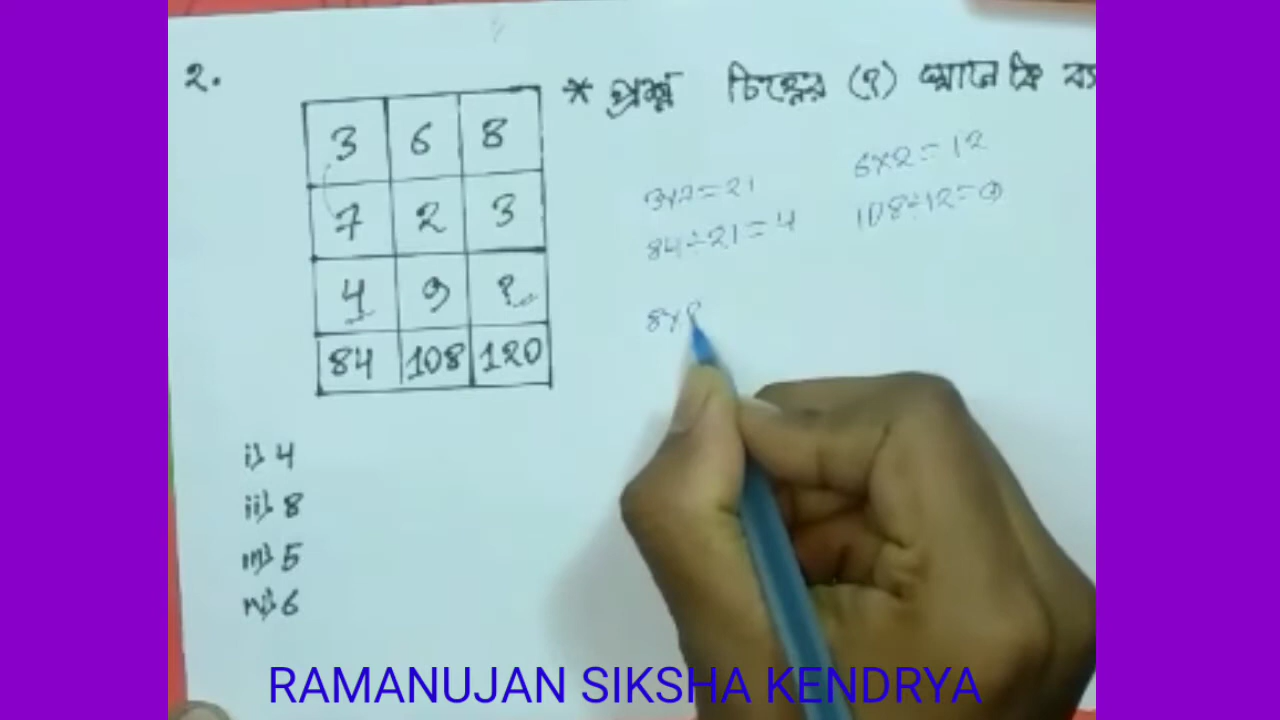 ২.
* প্রশ্ন চিহ্নের (?) স্থানে কি
3 6 8
7 2 3
4 9 ?
84 108 120
3×7=21
84÷21=4
6×2=12
108÷12=9
8×
i) 4
ii) 8
iii) 5
iv) 6
RAMANUJAN SIKSHA KENDRYA